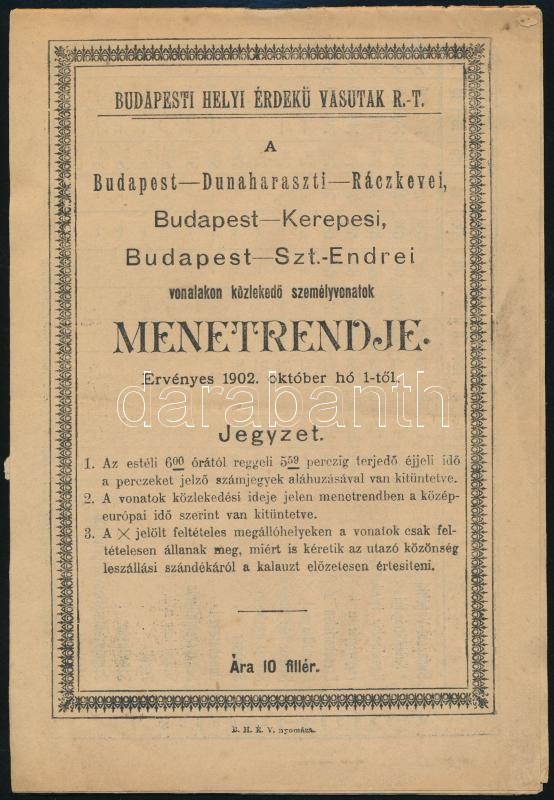 BUDAPESTI HELYI ÉRDEKÜ VASUTAK R.-T.
A
Budapest—Dunaharaszti—Ráczkevei,
Budapest—Kerepesi,
Budapest—Szt.-Endrei
vonalakon közlekedő személyvonatok
MENETRENDJE.
Érvényes 1902. október hó 1-től.
darabanth
Jegyzet.
1. Az estéli 600 órától reggeli 559 perczig terjedő éjjeli idő
a perczeket jelző számjegyek aláhuzásával van kitüntetve.
2. A vonatok közlekedési ideje jelen menetrendben a közép-
európai idő szerint van kitüntetve.
3. A ✕ jelölt feltételes megállóhelyeken a vonatok csak fel-
tételesen állanak meg, miért is kéretik az utazó közönség
leszállási szándékáról a kalauzt előzetesen értesiteni.
Ára 10 fillér.
B. H. É. V. nyomása.